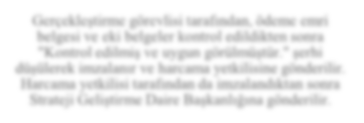 Gerçekleştirme görevlisi tarafından, ödeme emri
belgesi ve eki belgeler kontrol edildikten sonra
"Kontrol edilmiş ve uygun görülmüştür." şerhi
düşülerek imzalanır ve harcama yetkilisine gönderilir.
Harcama yetkilisi tarafından da imzalandıktan sonra
Strateji Geliştirme Daire Başkanlığına gönderilir.